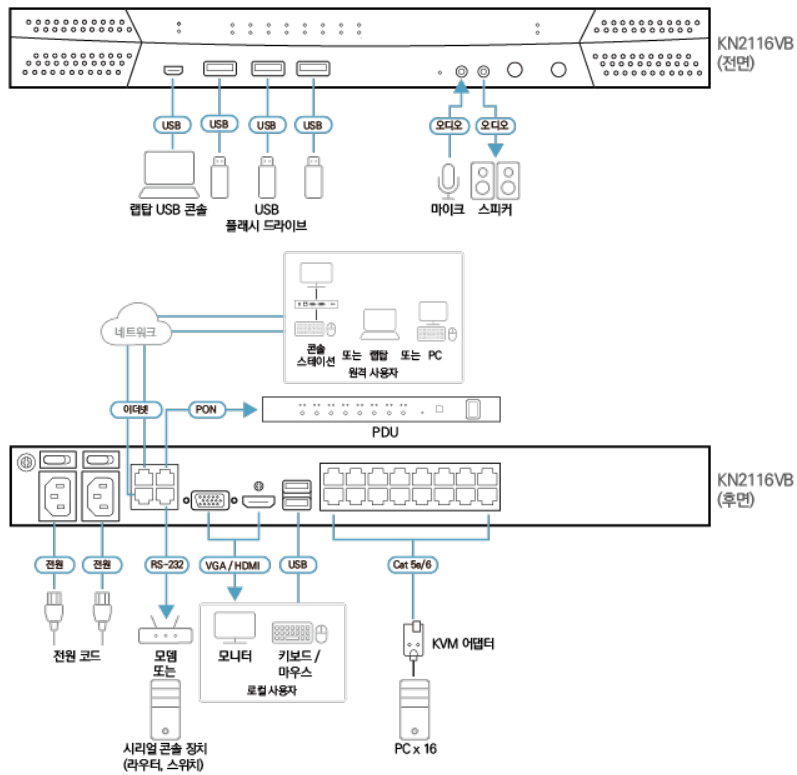 KN2116VB
(전면)
USB
USB
USB
USB
오디오
오디오
랩탑 USB 콘솔
USB
플래시 드라이브
마이크
스피커
네트워크
콘솔
스테이션
또는
랩탑
또는
PC
원격 사용자
이더넷
PON
PDU
KN2116VB
(후면)
전원
전원
RS-232
VGA / HDMI
USB
Cat 5e/6
전원 코드
모뎀
또는
시리얼 콘솔 장치
(라우터, 스위치)
모니터
키보드 /
마우스
로컬 사용자
KVM 어댑터
PC x 16